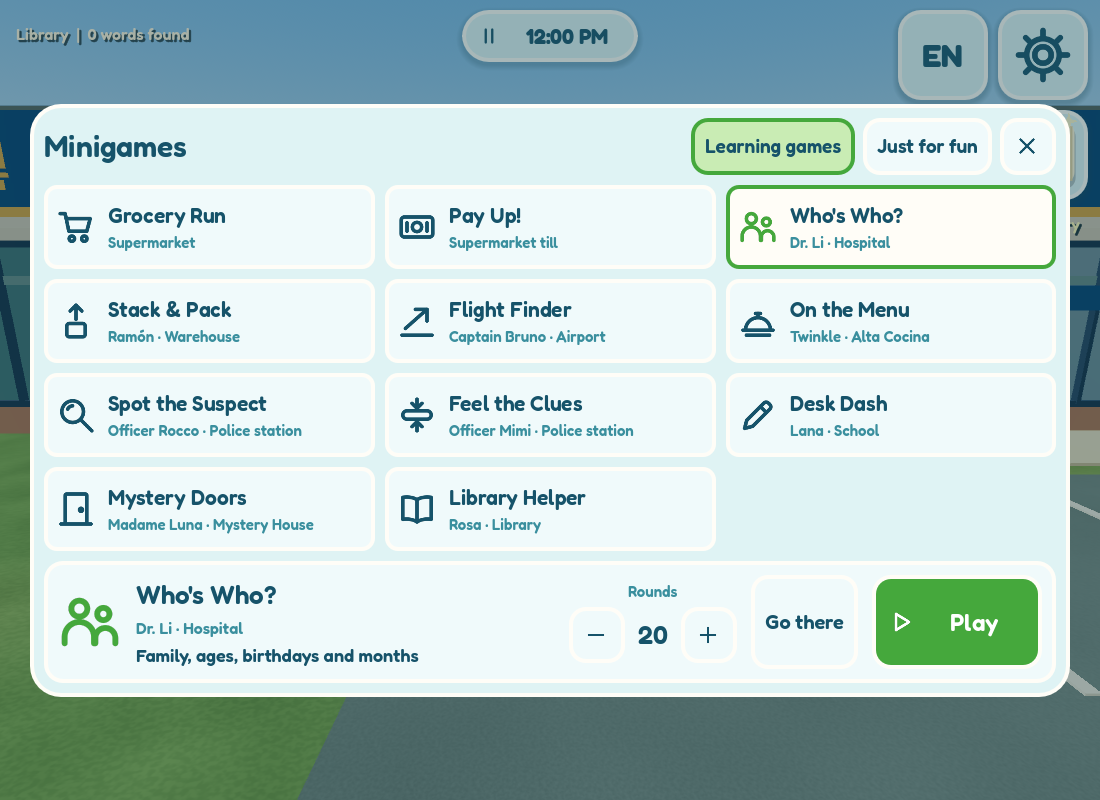 Library | 0 words found
12:00 PM
EN
Minigames
Learning games
Just for fun
Grocery Run
Supermarket
Pay Up!
Supermarket till
Who's Who?
Dr. Li · Hospital
Stack & Pack
Ramón · Warehouse
Flight Finder
Captain Bruno · Airport
On the Menu
Twinkle · Alta Cocina
Spot the Suspect
Officer Rocco · Police station
Feel the Clues
Officer Mimi · Police station
Desk Dash
Lana · School
Mystery Doors
Madame Luna · Mystery House
Library Helper
Rosa · Library
Who's Who?
Dr. Li · Hospital
Family, ages, birthdays and months
Rounds
20
Go there
Play